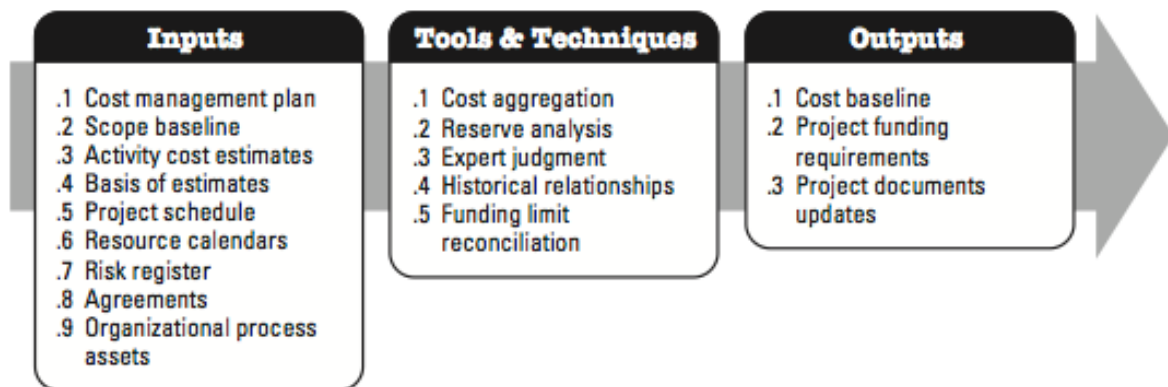 Inputs
.1 Cost management plan
.2 Scope baseline
.3 Activity cost estimates
.4 Basis of estimates
.5 Project schedule
.6 Resource calendars
.7 Risk register
.8 Agreements
.9 Organizational process
assets
Tools & Techniques
.1 Cost aggregation
.2 Reserve analysis
.3 Expert judgment
.4 Historical relationships
.5 Funding limit
reconciliation
Outputs
.1 Cost baseline
.2 Project funding
requirements
.3 Project documents
updates